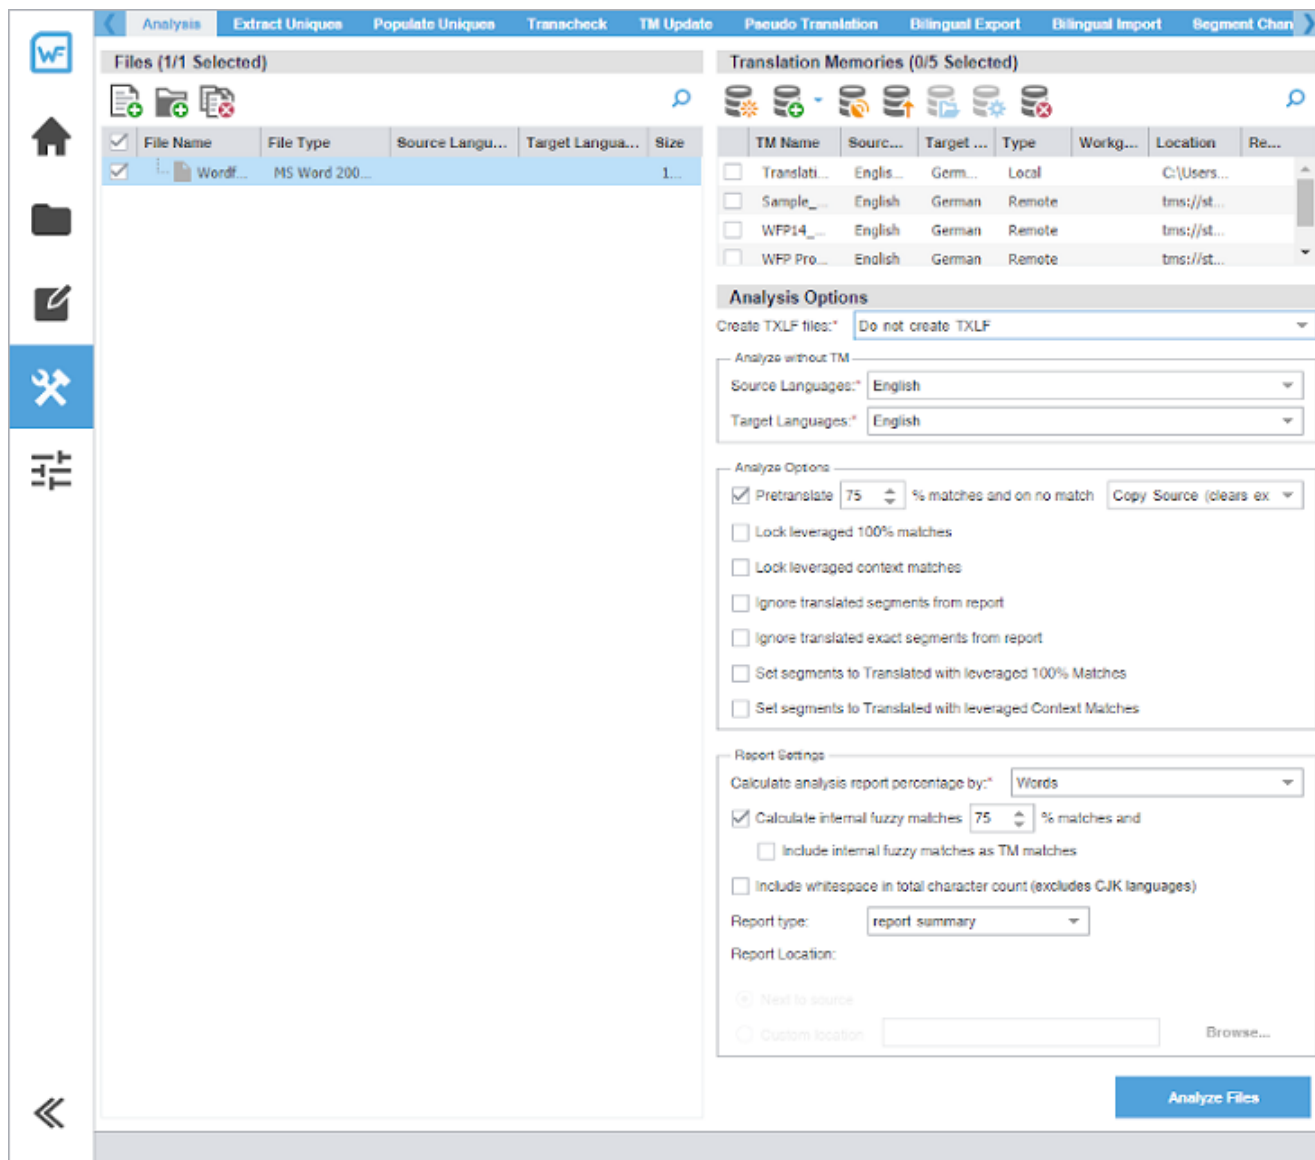 WF
Analysis Extract Uniques Populate Uniques Transcheck TM Update Pseudo Translation Bilingual Export Bilingual Import Segment Chan
Files (1/1 Selected)
File Name File Type Source Langu... Target Langua... Size
Wordf... MS Word 200... 1...
Translation Memories (0/5 Selected)
TM Name Sourc... Target ... Type Workg... Location Re...
Translati... Englis... Germ... Local C:\Users...
Sample_... English German Remote tms://st...
WFP14_... English German Remote tms://st...
WFP Pro... English German Remote tms://st...
Analysis Options
Create TXLF files:* Do not create TXLF
Analyze without TM
Source Languages:* English
Target Languages:* English
Analyze Options
Pretranslate 75 % matches and on no match Copy Source (clears ex
Lock leveraged 100% matches
Lock leveraged context matches
Ignore translated segments from report
Ignore translated exact segments from report
Set segments to Translated with leveraged 100% Matches
Set segments to Translated with leveraged Context Matches
Report Settings
Calculate analysis report percentage by:* Words
Calculate internal fuzzy matches 75 % matches and
Include internal fuzzy matches as TM matches
Include whitespace in total character count (excludes CJK languages)
Report type: report summary
Report Location:
Next to source
Custom location Browse...
Analyze Files